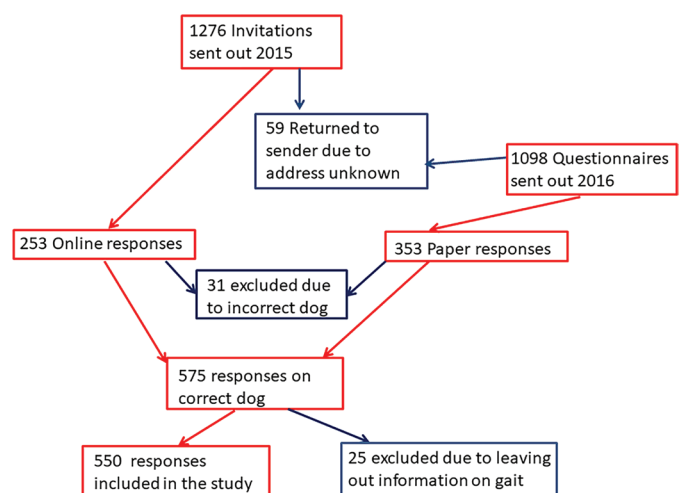 1276 Invitations
sent out 2015
59 Returned to
sender due to
address unknown
1098 Questionnaires
sent out 2016
253 Online responses
353 Paper responses
31 excluded due
to incorrect dog
575 responses on
correct dog
550 responses
included in the study
25 excluded due to leaving
out information on gait